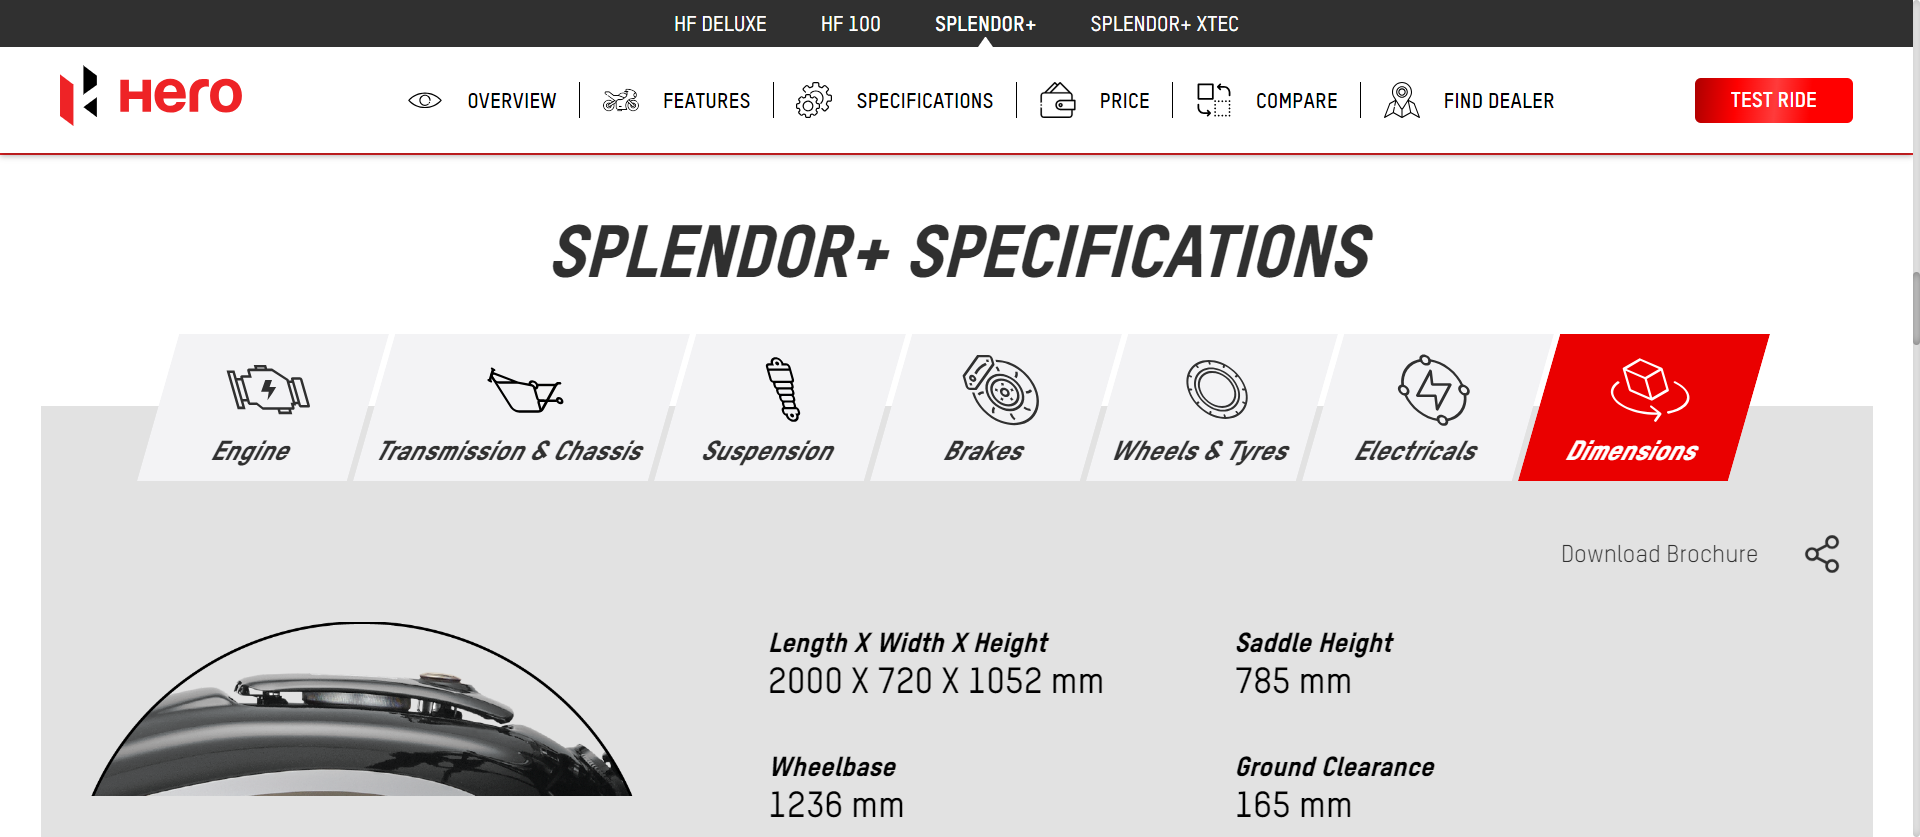 HF DELUXE HF 100 SPLENDOR+ SPLENDOR+ XTEC
Hero OVERVIEW FEATURES SPECIFICATIONS PRICE COMPARE FIND DEALER TEST RIDE
SPLENDOR+ SPECIFICATIONS
Engine Transmission & Chassis Suspension Brakes Wheels & Tyres Electricals Dimensions
Download Brochure
Length X Width X Height Saddle Height
2000 X 720 X 1052 mm 785 mm
Wheelbase Ground Clearance
1236 mm 165 mm